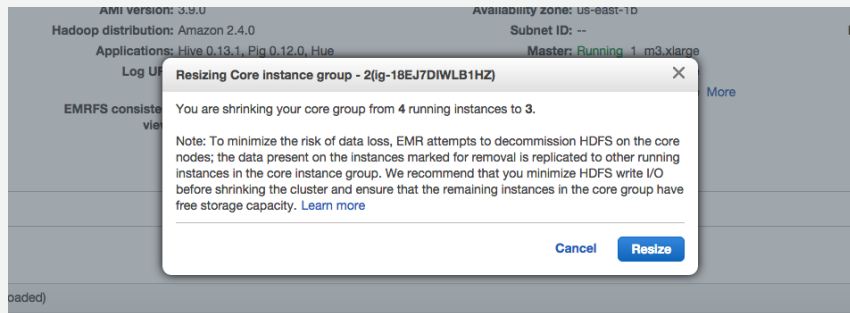 AMI version: 3.9.0
Availability zone: us-east-1b
Hadoop distribution: Amazon 2.4.0
Subnet ID: --
Applications: Hive 0.13.1, Pig 0.12.0, Hue
Master: Running 1 m3.xlarge
Log UR
Resizing Core instance group - 2(ig-18EJ7DIWLB1HZ)
More
EMRFS consiste
vie
You are shrinking your core group from 4 running instances to 3.
Note: To minimize the risk of data loss, EMR attempts to decommission HDFS on the core
nodes; the data present on the instances marked for removal is replicated to other running
instances in the core instance group. We recommend that you minimize HDFS write I/O
before shrinking the cluster and ensure that the remaining instances in the core group have
free storage capacity. Learn more
Cancel
Resize
oaded)